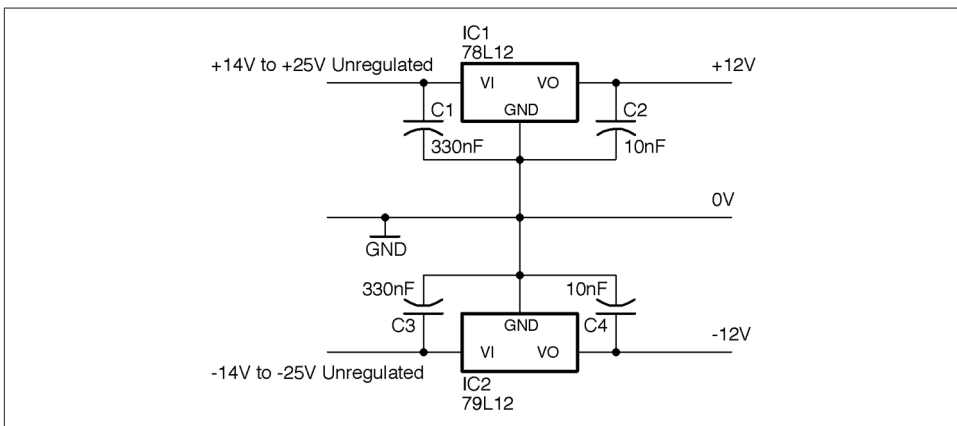 IC1
78L12
+14V to +25V Unregulated
+12V
VI
VO
GND
C1
C2
330nF
10nF
0V
GND
330nF
10nF
GND
C3
C4
VI
VO
-12V
-14V to -25V Unregulated
IC2
79L12